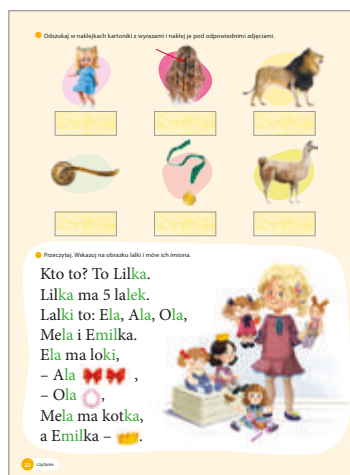 Odszukaj w naklejkach kartoniki z wyrazami i naklej je pod odpowiednimi zdjęciami.
Przeczytaj. Wskazuj na obrazku lalki i mów ich imiona.
Kto to? To Lilka.
Lilka ma 5 lalek.
Lalki to: Ela, Ala, Ola,
Mela i Emilka.
Ela ma loki,
– Ala ,
– Ola ,
Mela ma kotka,
a Emilka – .
22 czytanie